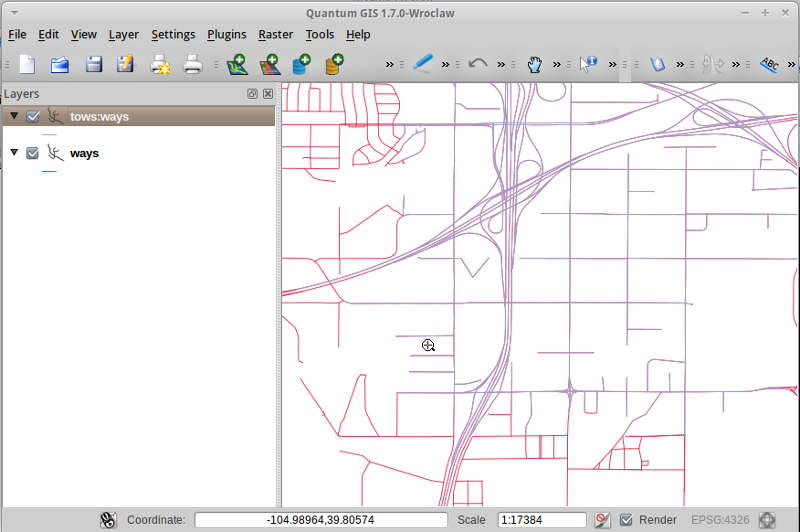 Quantum GIS 1.7.0-Wroclaw
File Edit View Layer Settings Plugins Raster Tools Help
» » » » » » ABC »
Layers
tows:ways
ways
Coordinate: -104.98964,39.80574 Scale 1:17384 Render EPSG:4326